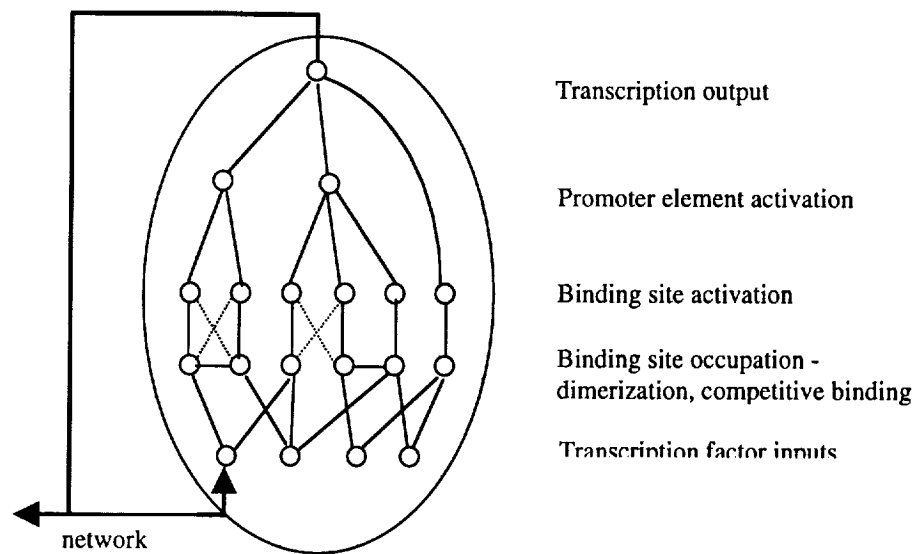 Transcription output
Promoter element activation
Binding site activation
Binding site occupation -
dimerization, competitive binding
Transcription factor inputs
network